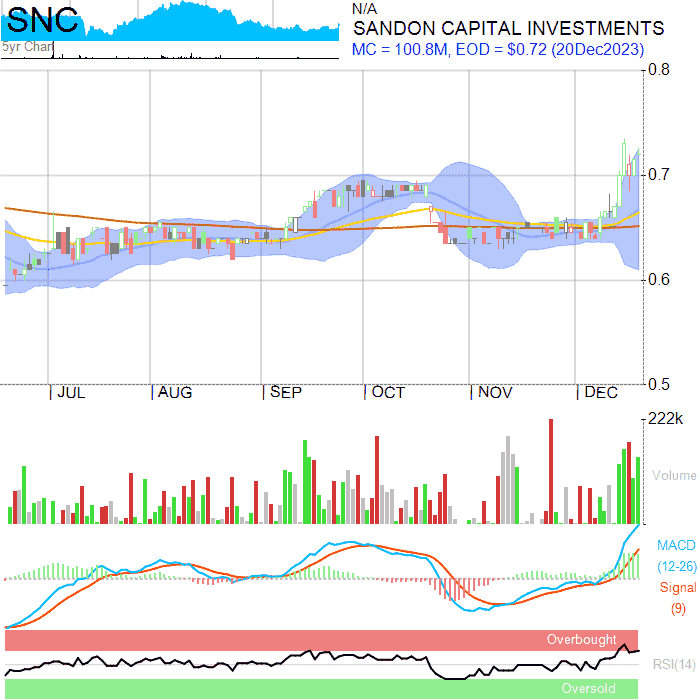 SNC
N/A
SANDON CAPITAL INVESTMENTS
5yr Chart
MC = 100.8M, EOD = $0.72 (20Dec2023)
0.8
0.7
0.6
0.5
JUL AUG SEP OCT NOV DEC
222k
Volume
MACD
(12-26)
Signal
(9)
Overbought
RSI(14)
Oversold